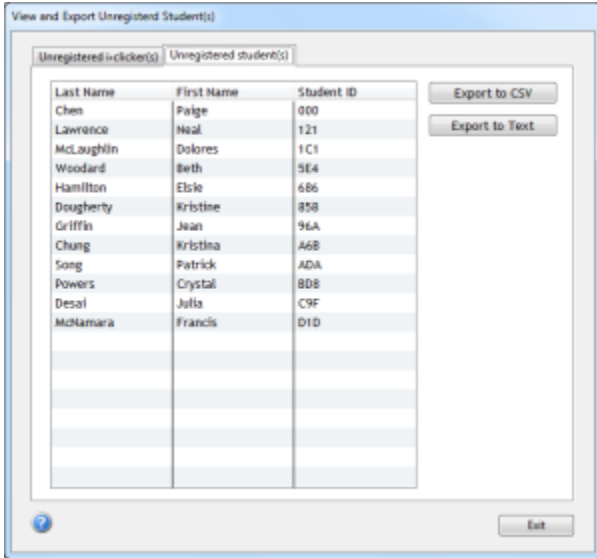 View and Export Unregisterd Student(s)
Unregistered i>clicker(s) Unregistered student(s)
Last Name First Name Student ID
Chen Paige 000
Lawrence Neal 121
McLaughlin Dolores 1C1
Woodard Beth 5E4
Hamilton Elsie 686
Dougherty Kristine 858
Griffin Jean 96A
Chung Kristina A6B
Song Patrick ADA
Powers Crystal BDB
Desai Julia C9F
McNamara Francis D1D
Export to CSV
Export to Text
?
Exit